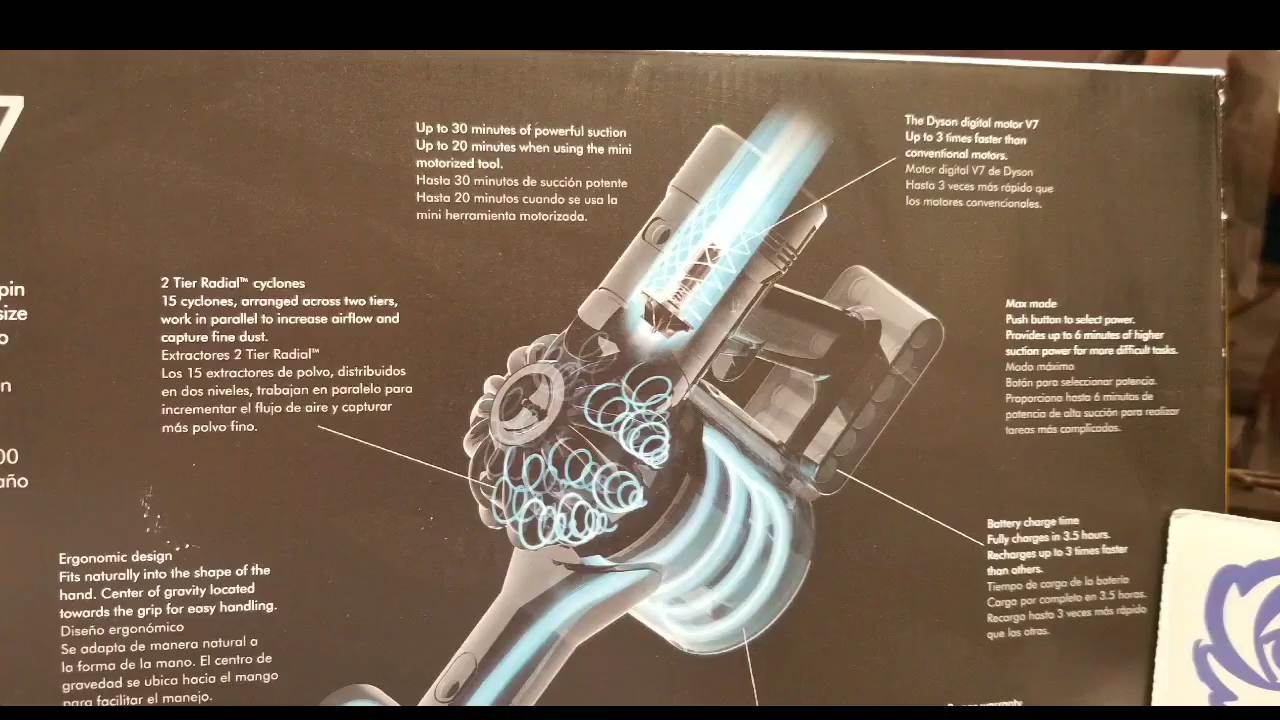 7
Up to 30 minutes of powerful suction
Up to 20 minutes when using the mini
motorized tool.
Hasta 30 minutos de succión potente
Hasta 20 minutos cuando se usa la
mini herramienta motorizada.
The Dyson digital motor V7
Up to 3 times faster than
conventional motors.
Motor digital V7 de Dyson
Hasta 3 veces más rápido que
los motores convencionales.
2 Tier Radial™ cyclones
15 cyclones, arranged across two tiers,
work in parallel to increase airflow and
capture fine dust.
Extractores 2 Tier Radial™
Los 15 extractores de polvo, distribuidos
en dos niveles, trabajan en paralelo para
incrementar el flujo de aire y capturar
más polvo fino.
pin
size
o
n
00
año
Max mode
Push button to select power.
Provides up to 6 minutes of higher
suction power for more difficult tasks.
Modo máximo
Botón para seleccionar potencia.
Proporciona hasta 6 minutos de
potencia de alta succión para realizar
tareas más complicadas.
Battery charge time
Fully charges in 3.5 hours.
Recharges up to 3 times faster
than others.
Tiempo de carga de la batería
Carga por completo en 3.5 horas.
Recarga hasta 3 veces más rápido
que las otras.
Ergonomic design
Fits naturally into the shape of the
hand. Center of gravity located
towards the grip for easy handling.
Diseño ergonómico
Se adapta de manera natural a
la forma de la mano. El centro de
gravedad se ubica hacia el mango
para facilitar el manejo.
warranty